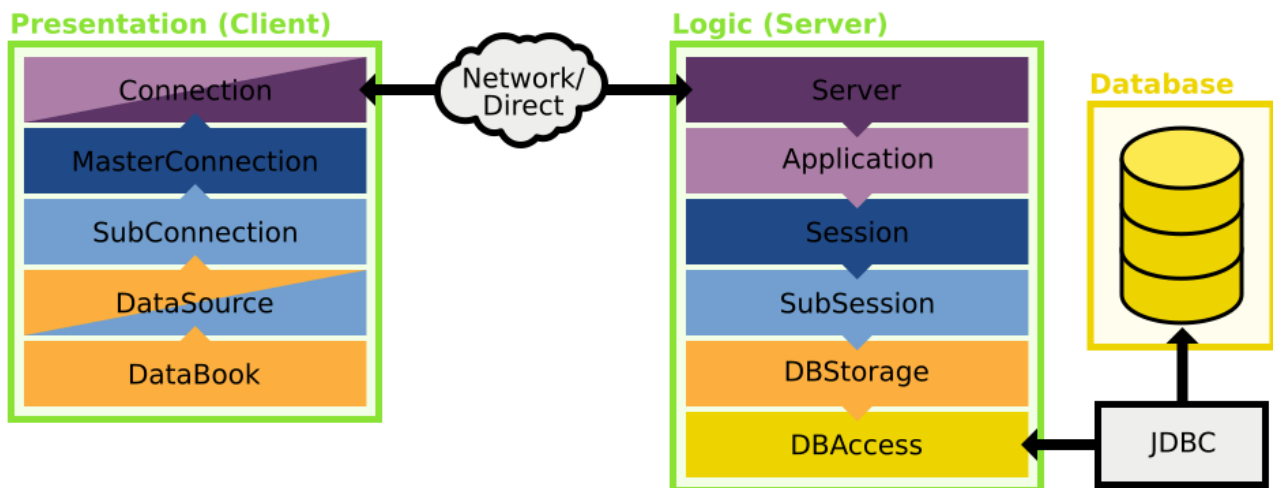 Presentation (Client)
Connection
MasterConnection
SubConnection
DataSource
DataBook
Network/
Direct
Logic (Server)
Server
Application
Session
SubSession
DBStorage
DBAccess
Database
JDBC